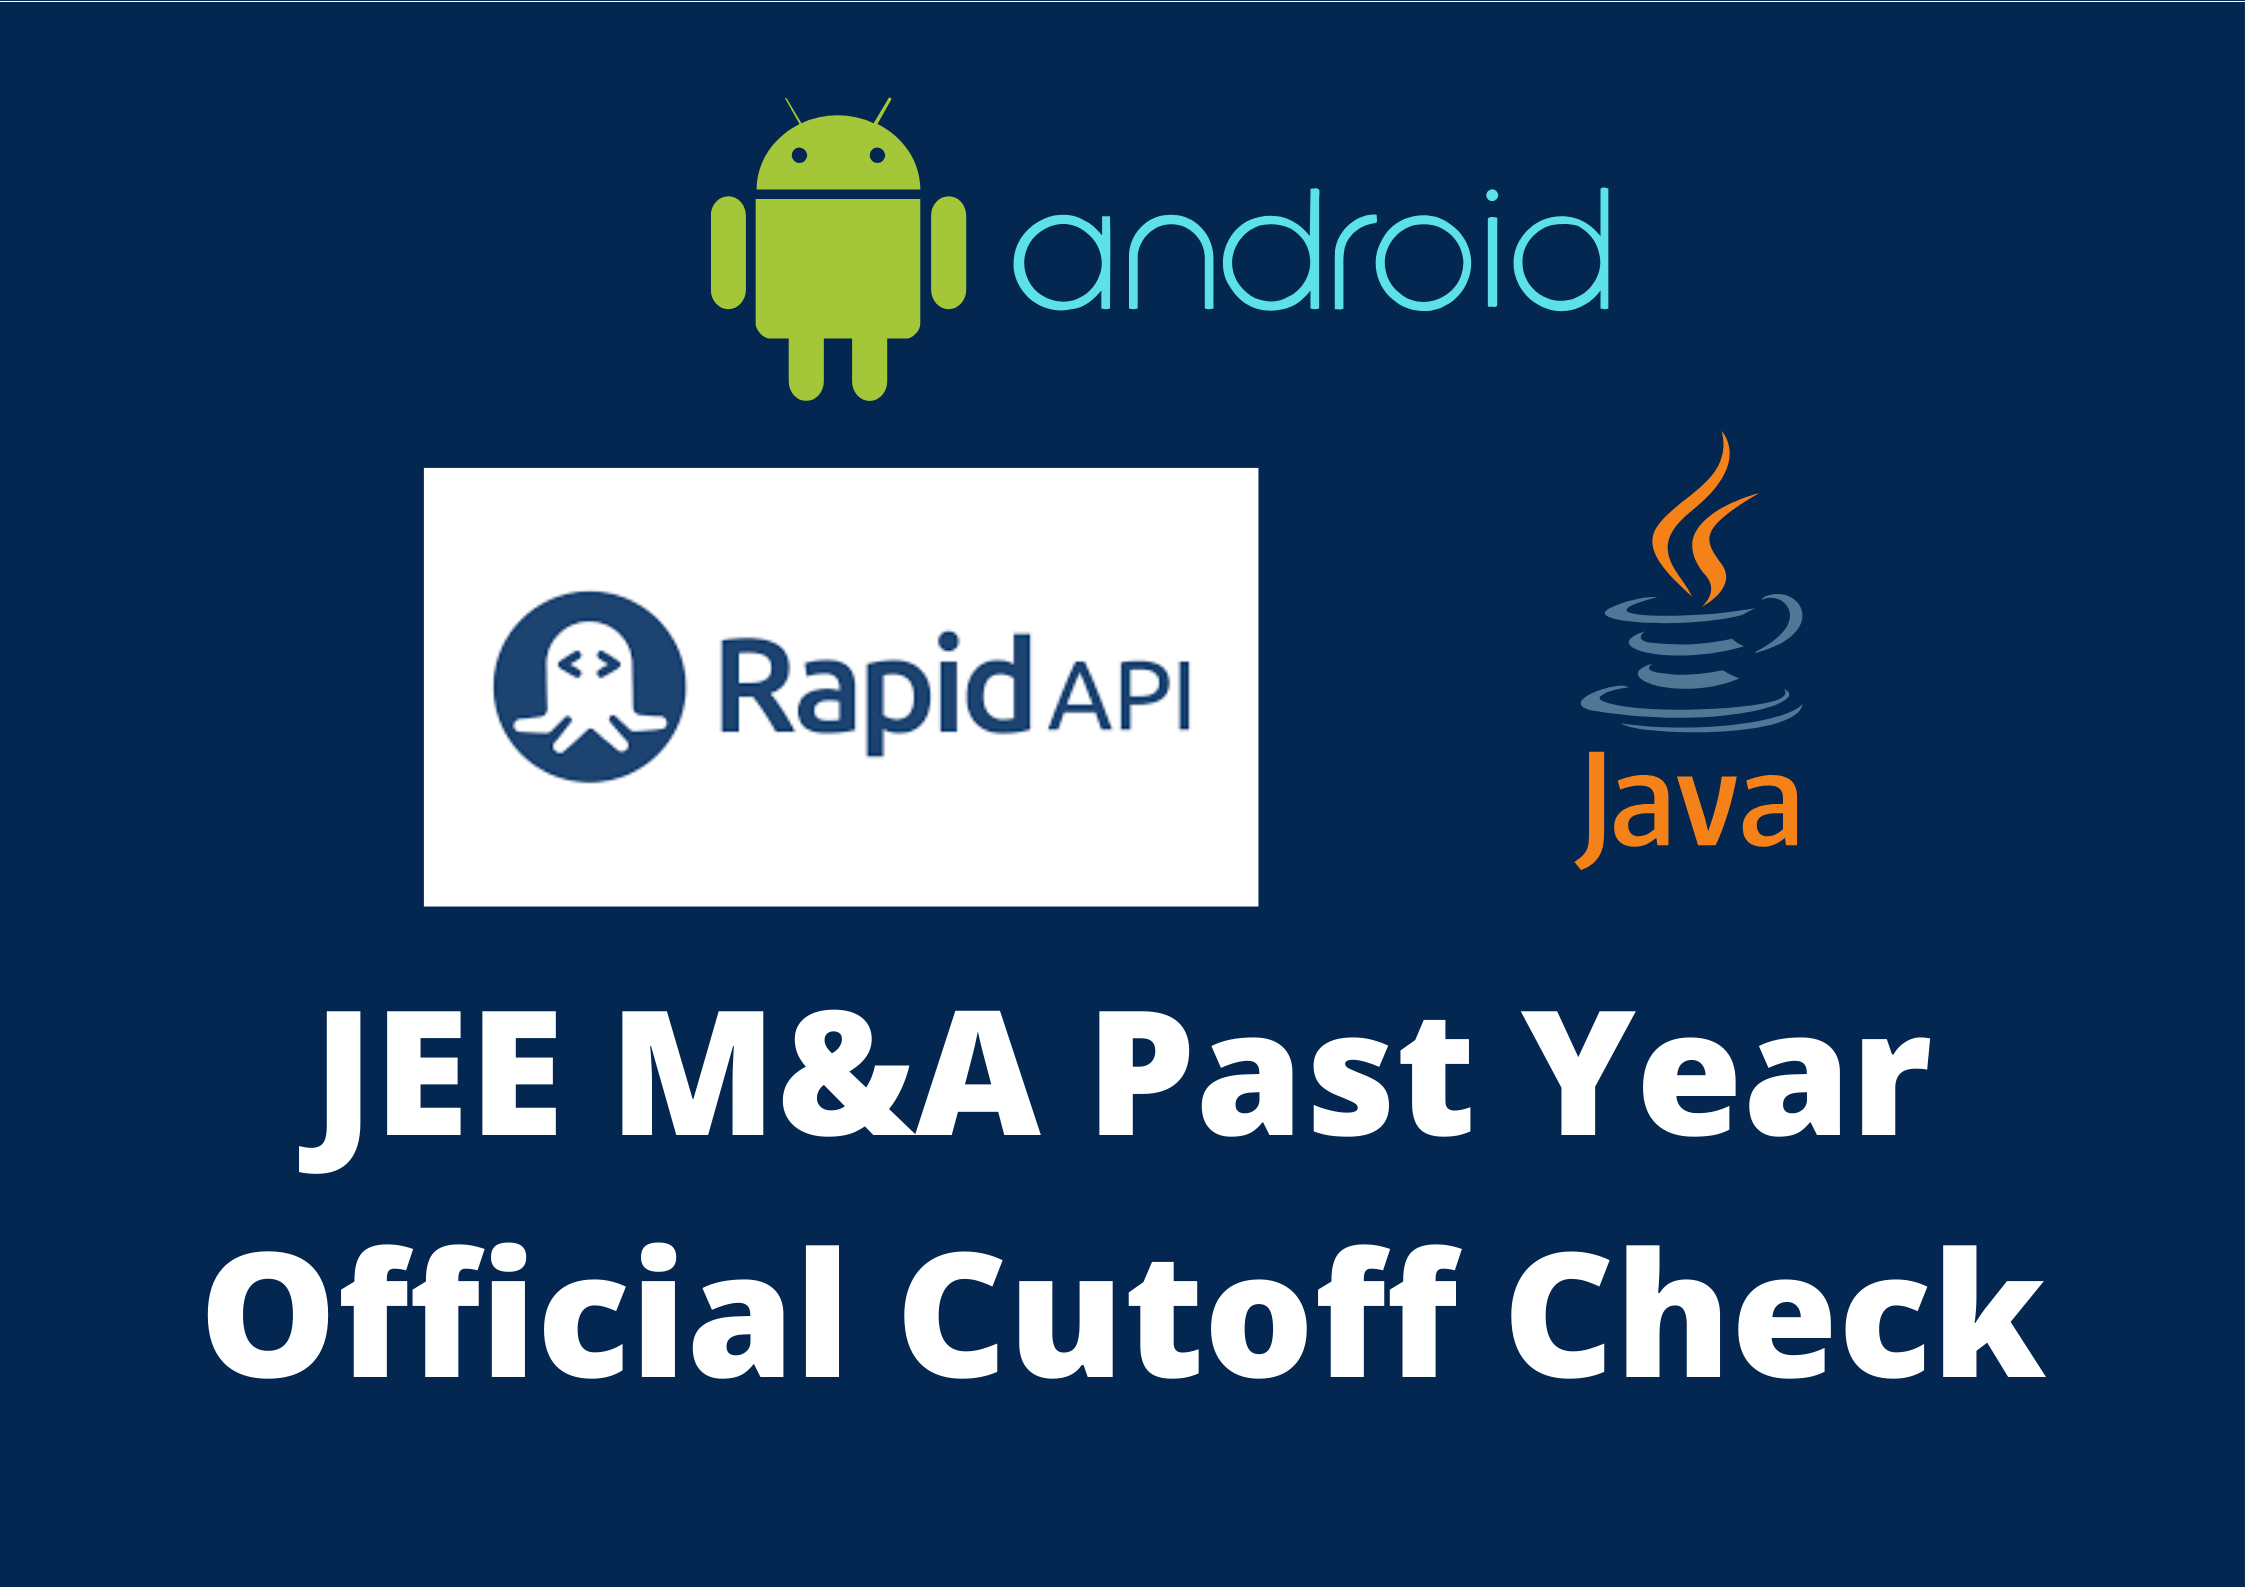 android
Rapid API
Java
JEE M&A Past Year
Official Cutoff Check